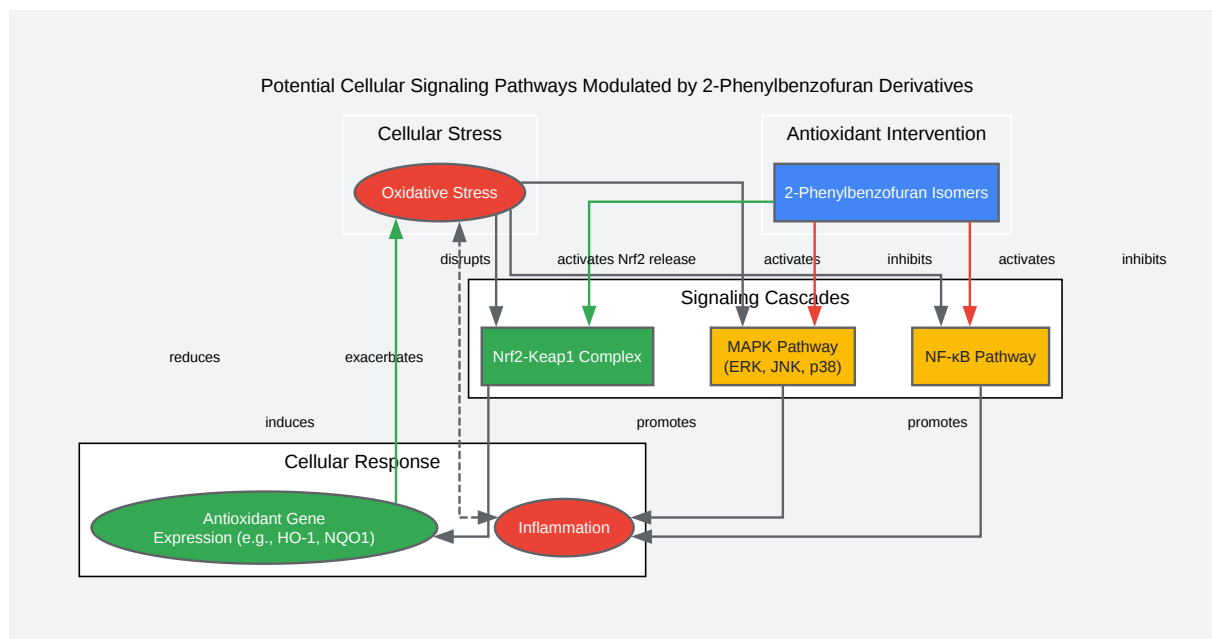 Potential Cellular Signaling Pathways Modulated by 2-Phenylbenzofuran Derivatives
Cellular Stress
Antioxidant Intervention
Oxidative Stress
2-Phenylbenzofuran Isomers
disrupts
activates Nrf2 release
activates
inhibits
activates
inhibits
Signaling Cascades
Nrf2-Keap1 Complex
MAPK Pathway
(ERK, JNK, p38)
NF-κB Pathway
reduces
exacerbates
induces
promotes
promotes
Cellular Response
Antioxidant Gene
Expression (e.g., HO-1, NQO1)
Inflammation